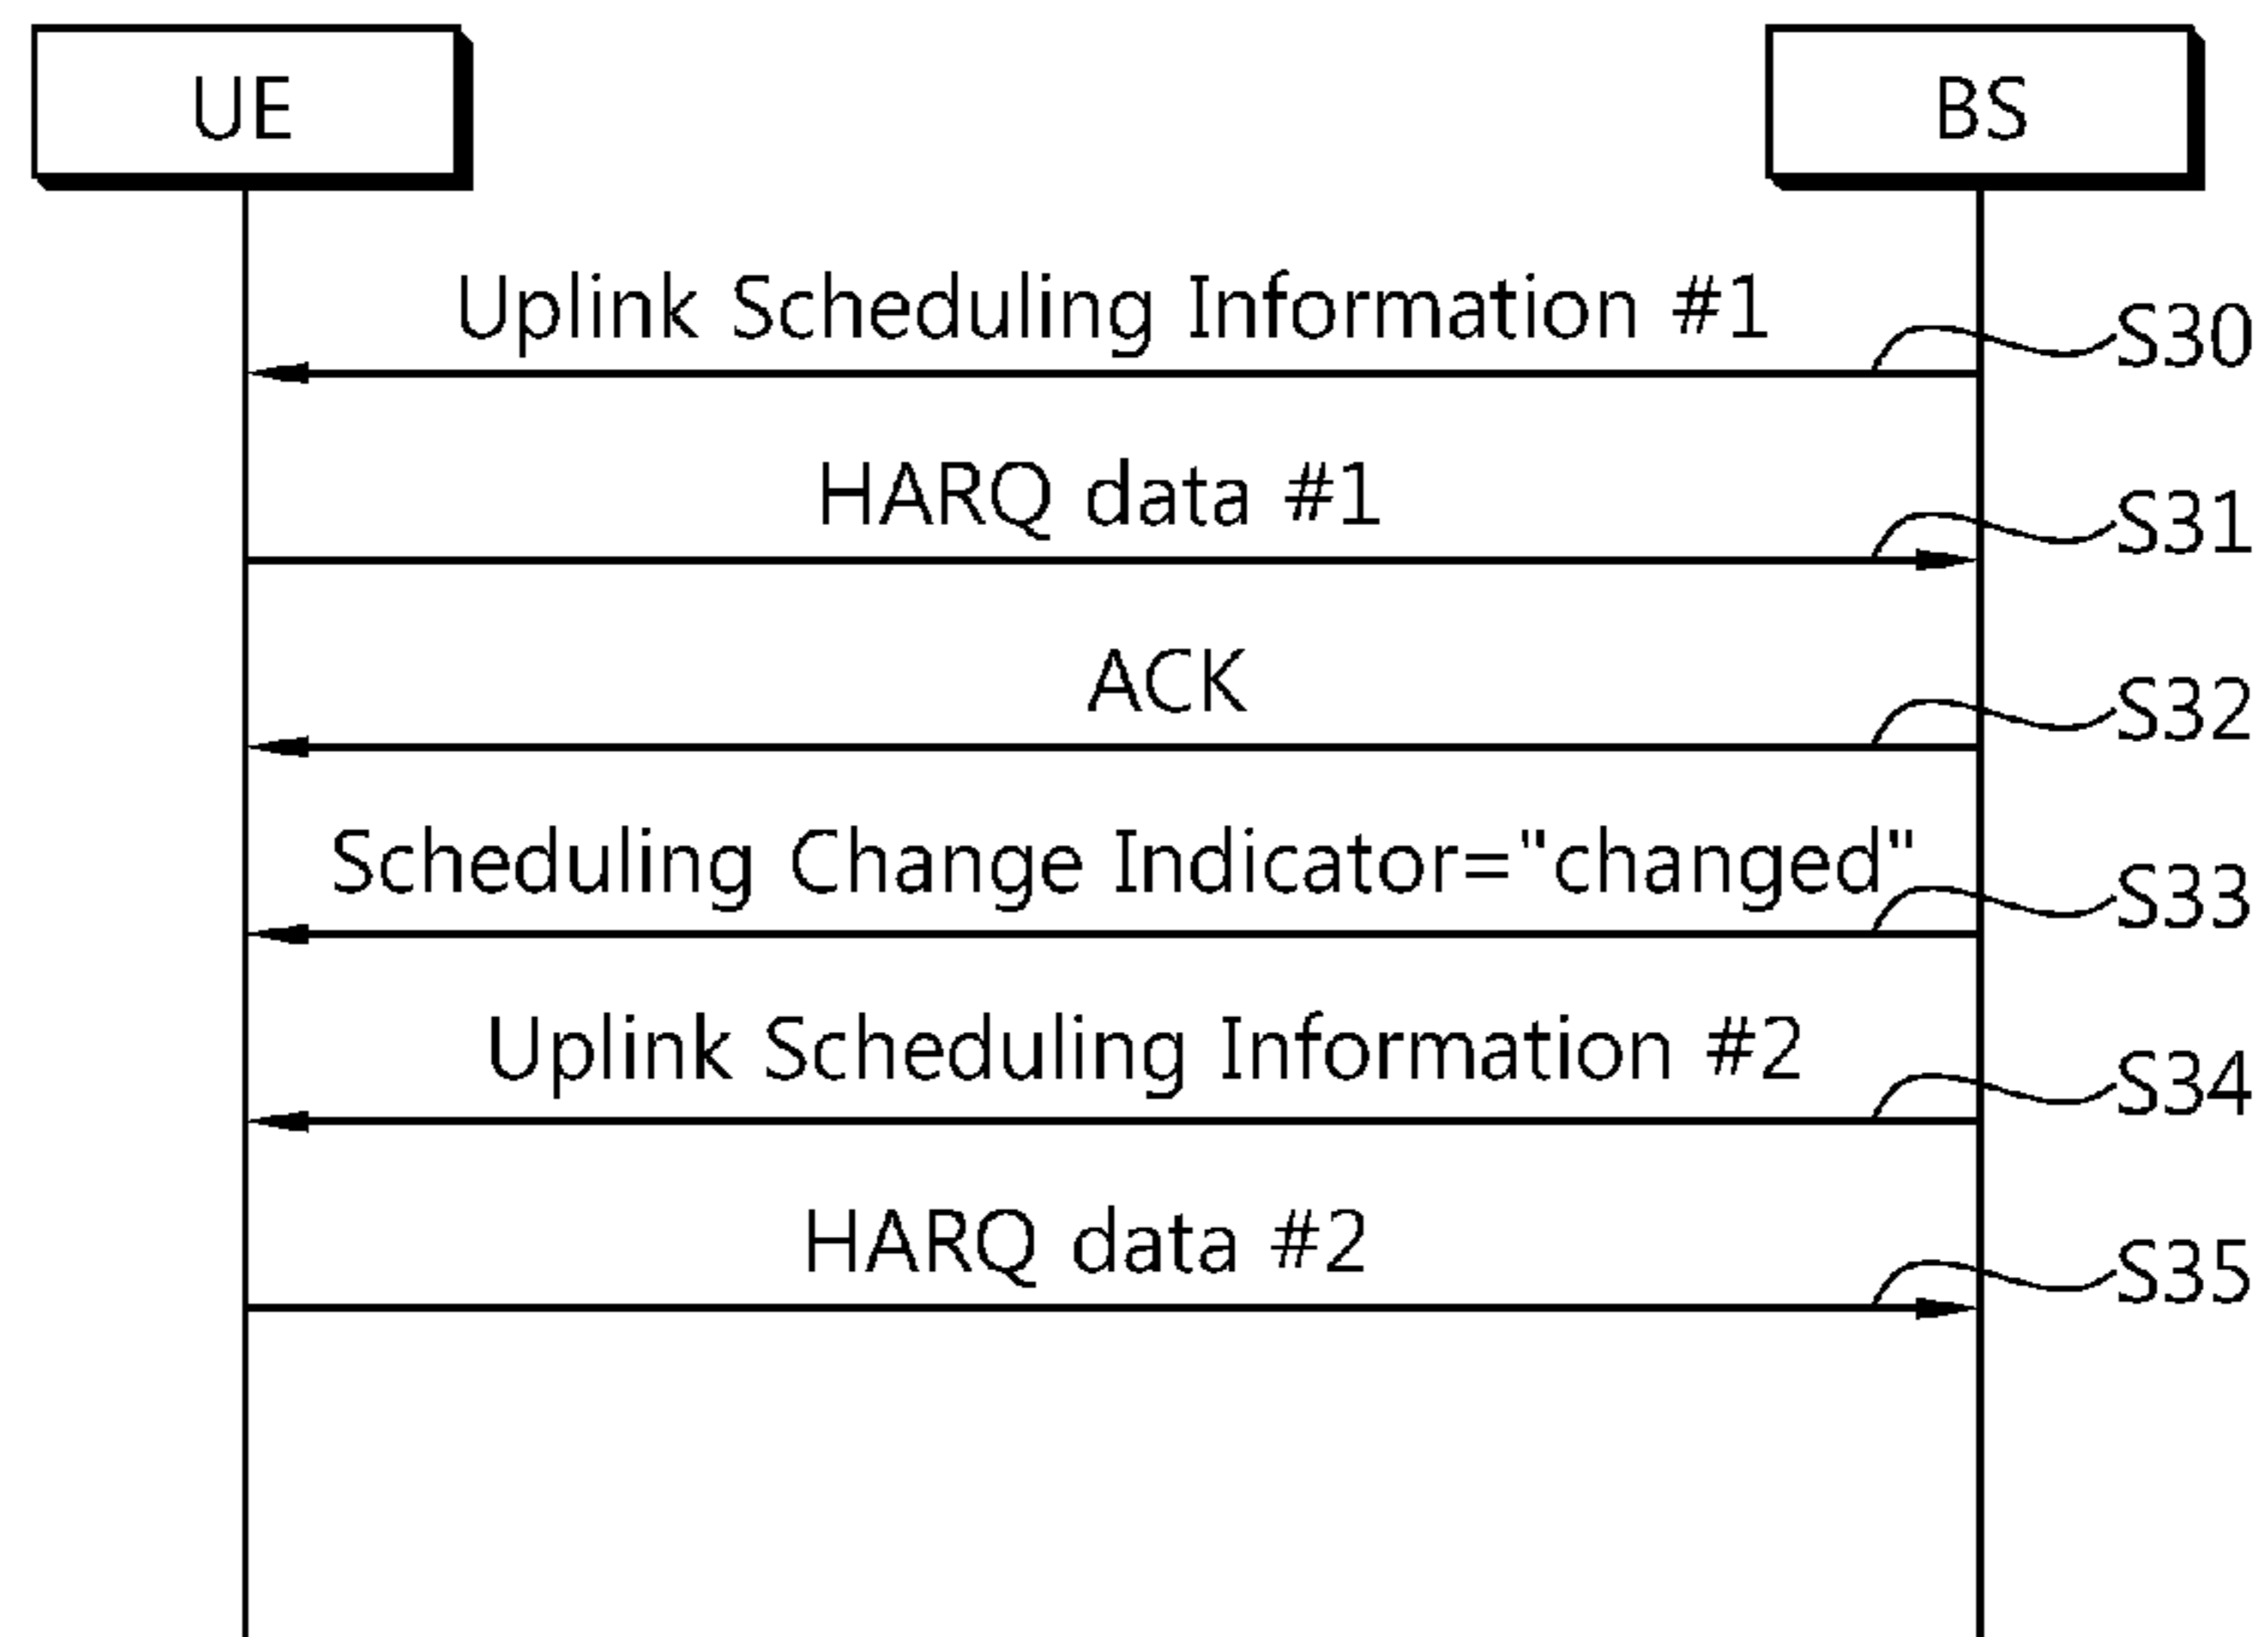 UE
BS
Uplink Scheduling Information #1
S30
HARQ data #1
S31
ACK
S32
Scheduling Change Indicator="changed"
S33
Uplink Scheduling Information #2
S34
HARQ data #2
S35